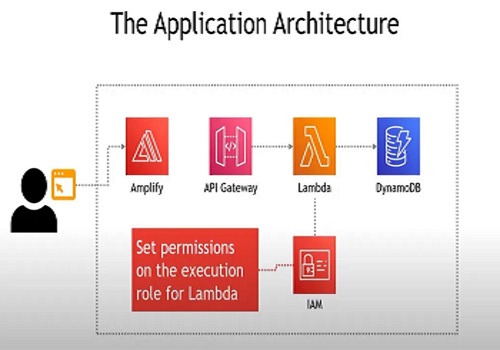 The Application Architecture
Amplify
API Gateway
Lambda
DynamoDB
Set permissions
on the execution
role for Lambda
IAM